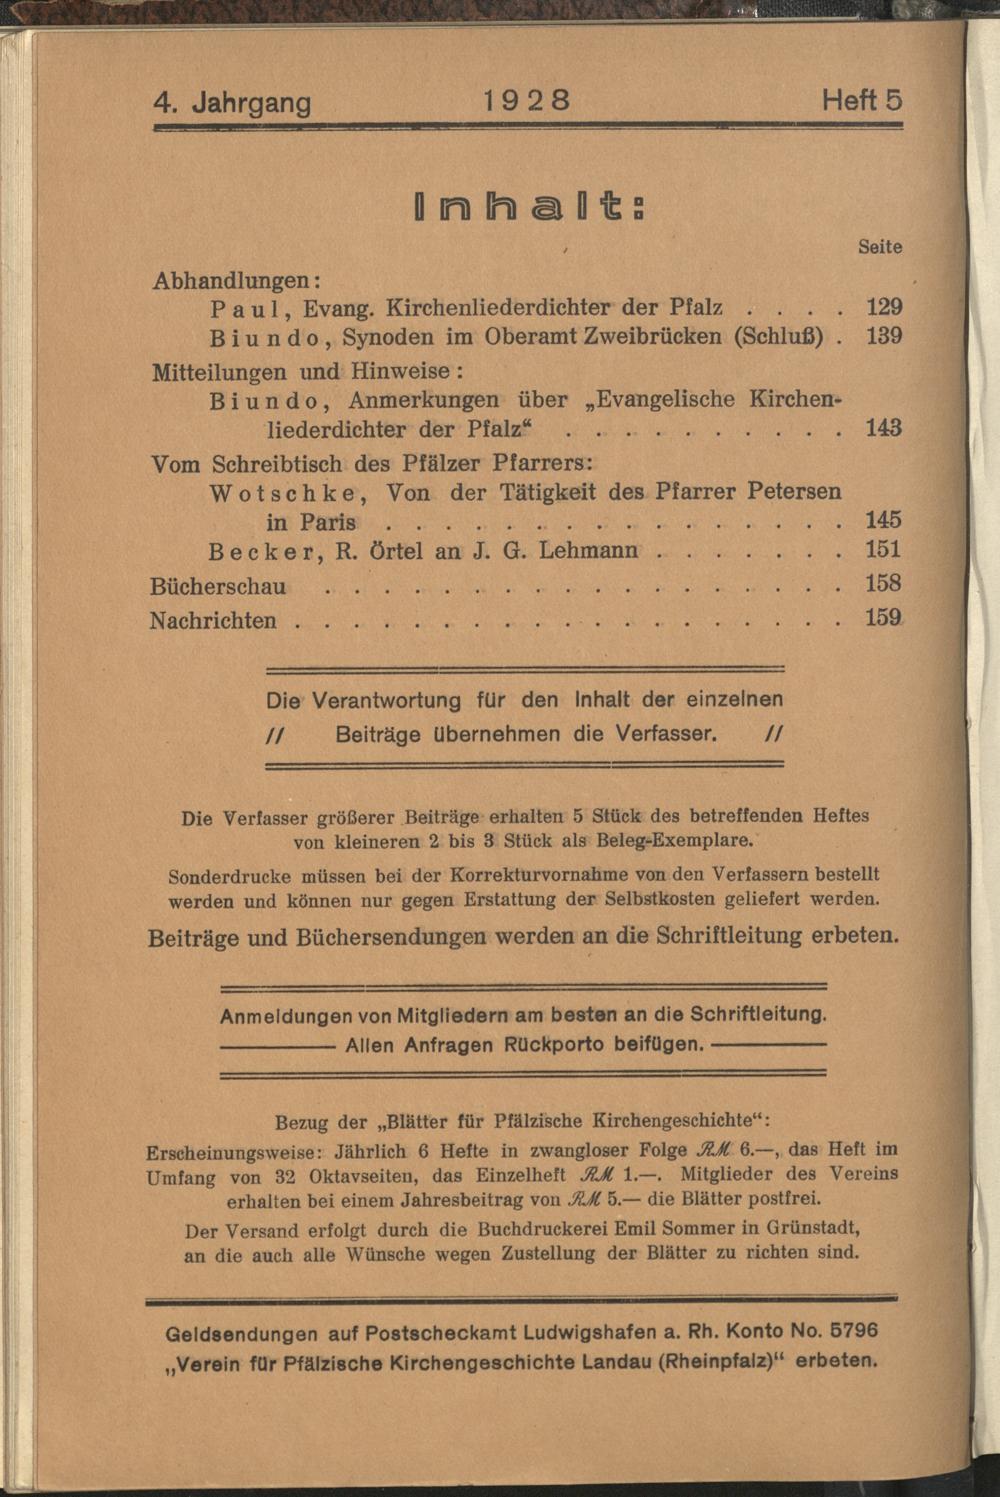 4. Jahrgang 1928 Heft 5
Inhalt:
Seite
Abhandlungen:
Paul, Evang. Kirchenliederdichter der Pfalz . . . . 129
Biundo, Synoden im Oberamt Zweibrücken (Schluß) . 139
Mitteilungen und Hinweise:
Biundo, Anmerkungen über „Evangelische Kirchen-
liederdichter der Pfalz“ . . . . . . . . . . 143
Vom Schreibtisch des Pfälzer Pfarrers:
Wotschke, Von der Tätigkeit des Pfarrer Petersen
in Paris . . . . . . . . . . . . . . . . 145
Becker, R. Örtel an J. G. Lehmann . . . . . . . 151
Bücherschau . . . . . . . . . . . . . . . . . . 158
Nachrichten . . . . . . . . . . . . . . . . . . . 159
Die Verantwortung für den Inhalt der einzelnen
// Beiträge übernehmen die Verfasser. //
Die Verfasser größerer Beiträge erhalten 5 Stück des betreffenden Heftes
von kleineren 2 bis 3 Stück als Beleg-Exemplare.
Sonderdrucke müssen bei der Korrekturvornahme von den Verfassern bestellt
werden und können nur gegen Erstattung der Selbstkosten geliefert werden.
Beiträge und Büchersendungen werden an die Schriftleitung erbeten.
Anmeldungen von Mitgliedern am besten an die Schriftleitung.
Allen Anfragen Rückporto beifügen.
Bezug der „Blätter für Pfälzische Kirchengeschichte“:
Erscheinungsweise: Jährlich 6 Hefte in zwangloser Folge RM 6.—, das Heft im
Umfang von 32 Oktavseiten, das Einzelheft RM 1.—. Mitglieder des Vereins
erhalten bei einem Jahresbeitrag von RM 5.— die Blätter postfrei.
Der Versand erfolgt durch die Buchdruckerei Emil Sommer in Grünstadt,
an die auch alle Wünsche wegen Zustellung der Blätter zu richten sind.
Geldsendungen auf Postscheckamt Ludwigshafen a. Rh. Konto No. 5796
„Verein für Pfälzische Kirchengeschichte Landau (Rheinpfalz)“ erbeten.